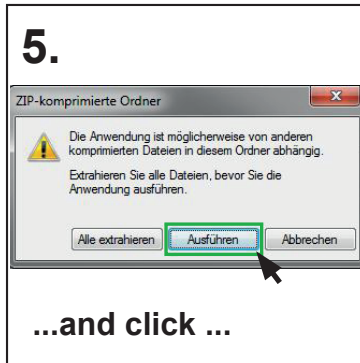 5.
ZIP-komprimierte Ordner
Die Anwendung ist möglicherweise von anderen
komprimierten Dateien in diesem Ordner abhängig.
Extrahieren Sie alle Dateien, bevor Sie die
Anwendung ausführen.
Alle extrahieren Ausführen Abbrechen
...and click ...